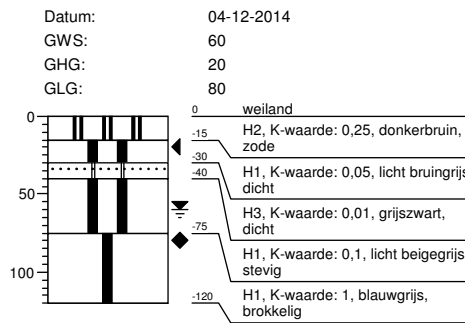 Datum: 04-12-2014
GWS: 60
GHG: 20
GLG: 80
0
50
100
0 weiland
-15 H2, K-waarde: 0,25, donkerbruin,
zode
-30 H1, K-waarde: 0,05, licht bruingrijs
dicht
-40 H3, K-waarde: 0,01, grijszwart,
dicht
-75 H1, K-waarde: 0,1, licht beigegrijs
stevig
-120 H1, K-waarde: 1, blauwgrijs,
brokkelig